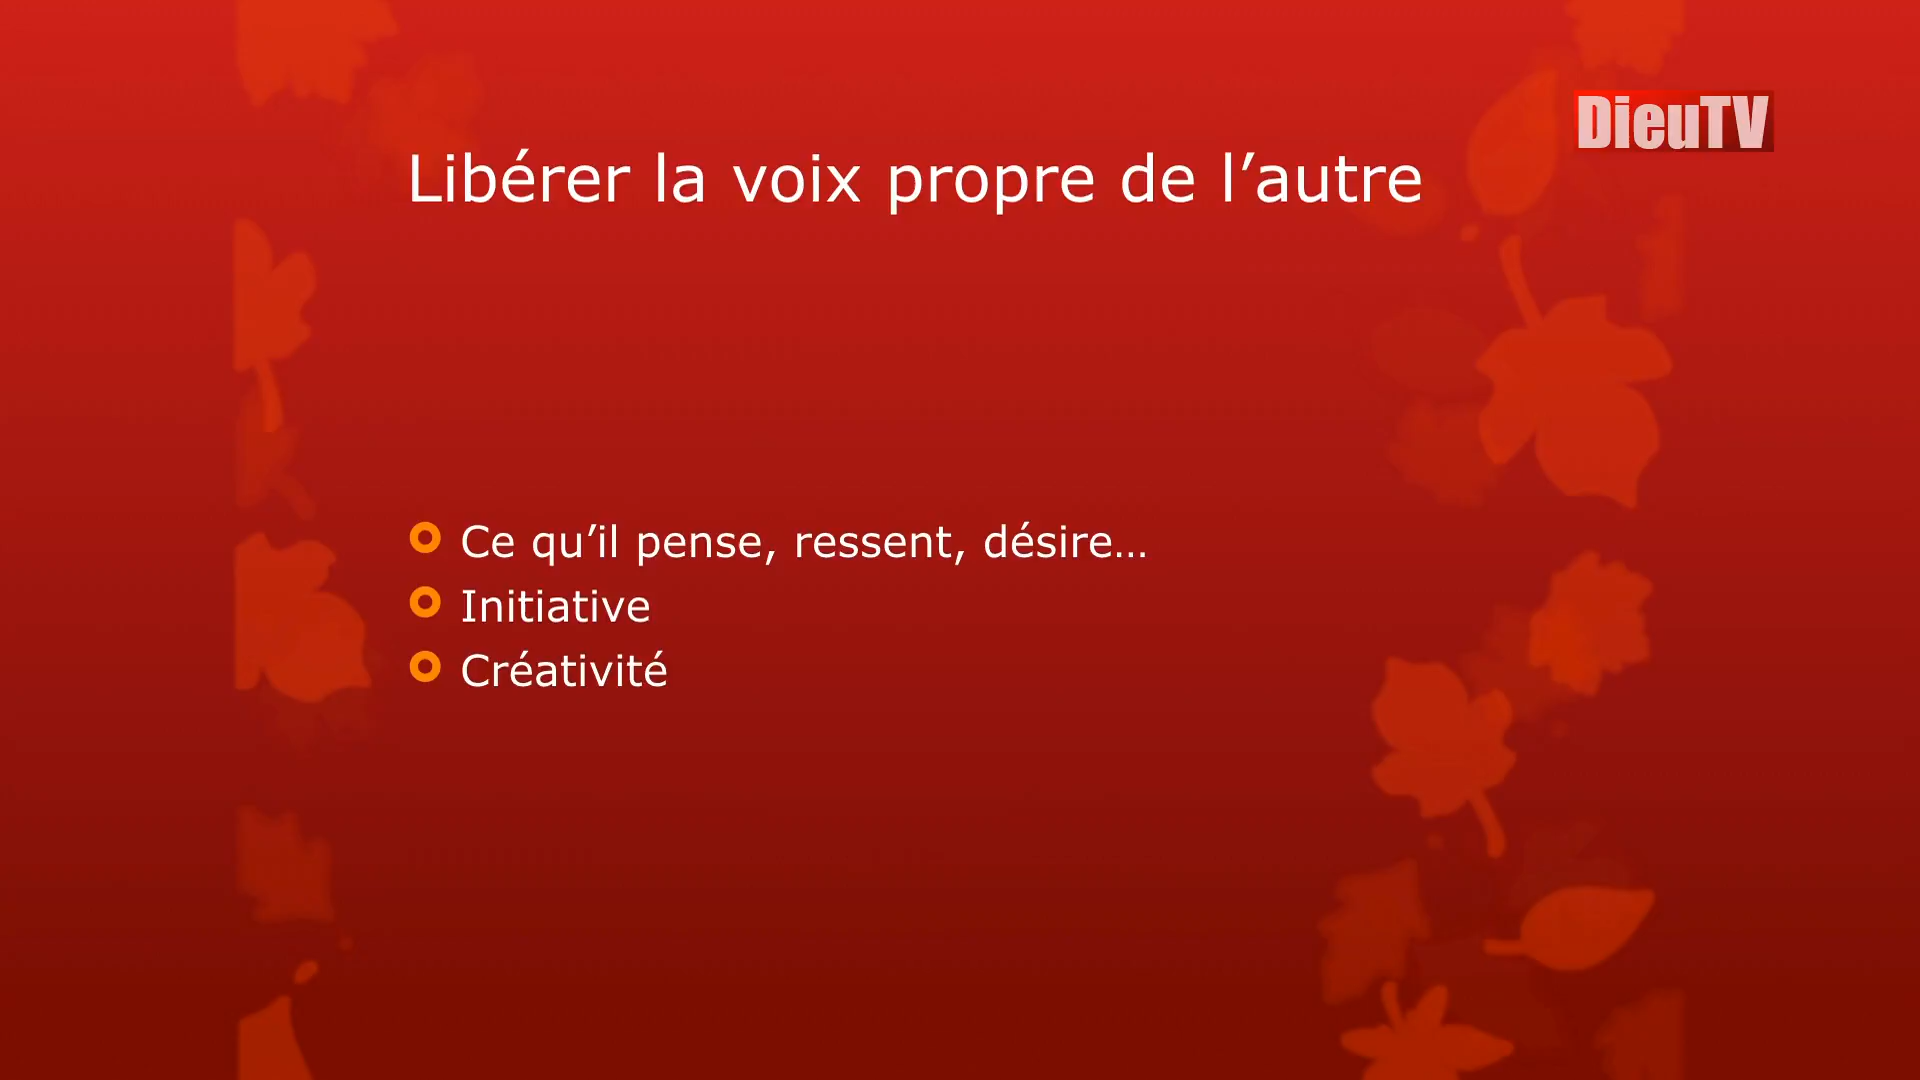 DieuTV
Libérer la voix propre de l’autre
Ce qu’il pense, ressent, désire…
Initiative
Créativité